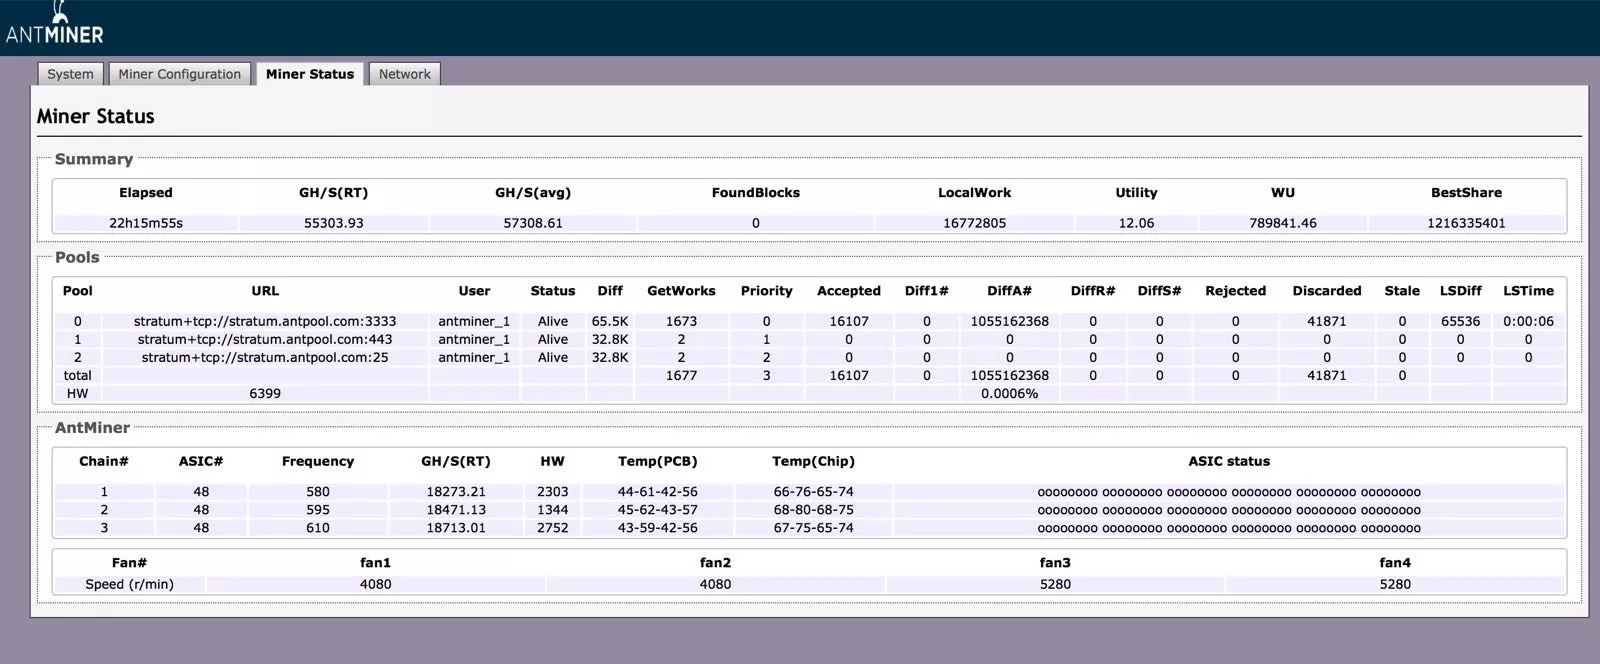 ANTMINER
System Miner Configuration Miner Status Network
Miner Status
Summary
Elapsed GH/S(RT) GH/S(avg) FoundBlocks LocalWork Utility WU BestShare
22h15m55s 55303.93 57308.61 0 16772805 12.06 789841.46 1216335401
Pools
Pool URL User Status Diff GetWorks Priority Accepted Diff1# DiffA# DiffR# DiffS# Rejected Discarded Stale LSDiff LSTime
0 stratum+tcp://stratum.antpool.com:3333 antminer_1 Alive 65.5K 1673 0 16107 0 1055162368 0 0 0 41871 0 65536 0:00:06
1 stratum+tcp://stratum.antpool.com:443 antminer_1 Alive 32.8K 2 1 0 0 0 0 0 0 0 0 0 0
2 stratum+tcp://stratum.antpool.com:25 antminer_1 Alive 32.8K 2 2 0 0 0 0 0 0 0 0 0 0
total 1677 3 16107 0 1055162368 0 0 0 41871 0
HW 6399 0.0006%
AntMiner
Chain# ASIC# Frequency GH/S(RT) HW Temp(PCB) Temp(Chip) ASIC status
1 48 580 18273.21 2303 44-61-42-56 66-76-65-74 oooooooo oooooooo oooooooo oooooooo oooooooo oooooooo
2 48 595 18471.13 1344 45-62-43-57 68-80-68-75 oooooooo oooooooo oooooooo oooooooo oooooooo oooooooo
3 48 610 18713.01 2752 43-59-42-56 67-75-65-74 oooooooo oooooooo oooooooo oooooooo oooooooo oooooooo
Fan# fan1 fan2 fan3 fan4
Speed (r/min) 4080 4080 5280 5280